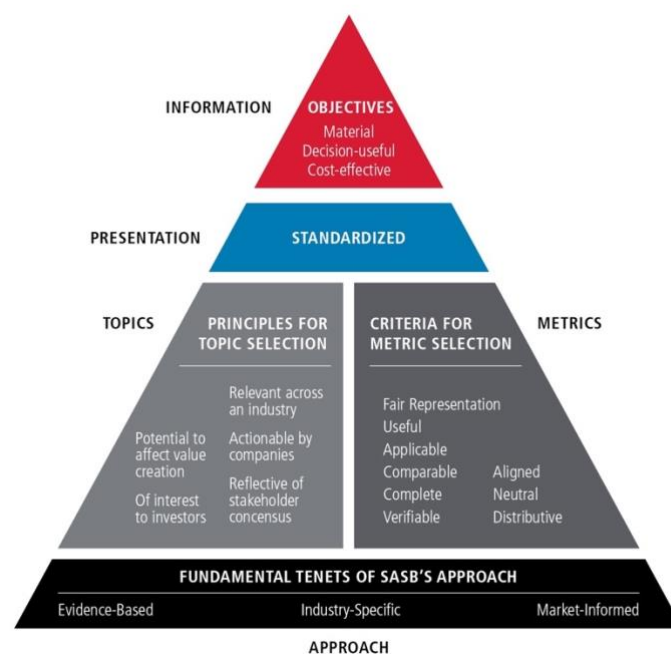 INFORMATION
OBJECTIVES
Material
Decision-useful
Cost-effective
PRESENTATION
STANDARDIZED
TOPICS
PRINCIPLES FOR
TOPIC SELECTION
Potential to
affect value
creation
Of interest
to investors
Relevant across
an industry
Actionable by
companies
Reflective of
stakeholder
concensus
CRITERIA FOR
METRIC SELECTION
Fair Representation
Useful
Applicable
Comparable
Complete
Verifiable
Aligned
Neutral
Distributive
METRICS
FUNDAMENTAL TENETS OF SASB'S APPROACH
Evidence-Based
Industry-Specific
Market-Informed
APPROACH